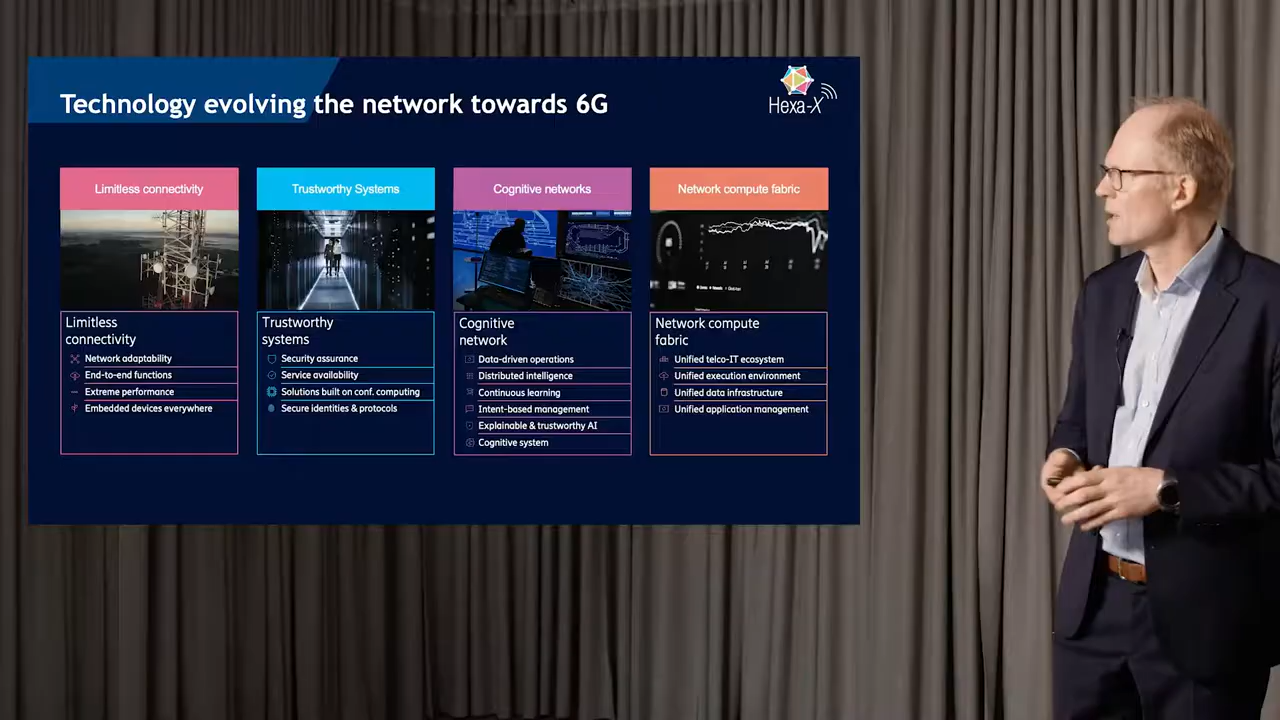 Technology evolving the network towards 6G
Hexa-X
Limitless connectivity
Limitless
connectivity
Network adaptability
End-to-end functions
Extreme performance
Embedded devices everywhere
Trustworthy Systems
Trustworthy
systems
Security assurance
Service availability
Solutions built on conf. computing
Secure identities & protocols
Cognitive networks
Cognitive
network
Data-driven operations
Distributed intelligence
Continuous learning
Intent-based management
Explainable & trustworthy AI
Cognitive system
Network compute fabric
Network compute
fabric
Unified telco-IT ecosystem
Unified execution environment
Unified data infrastructure
Unified application management